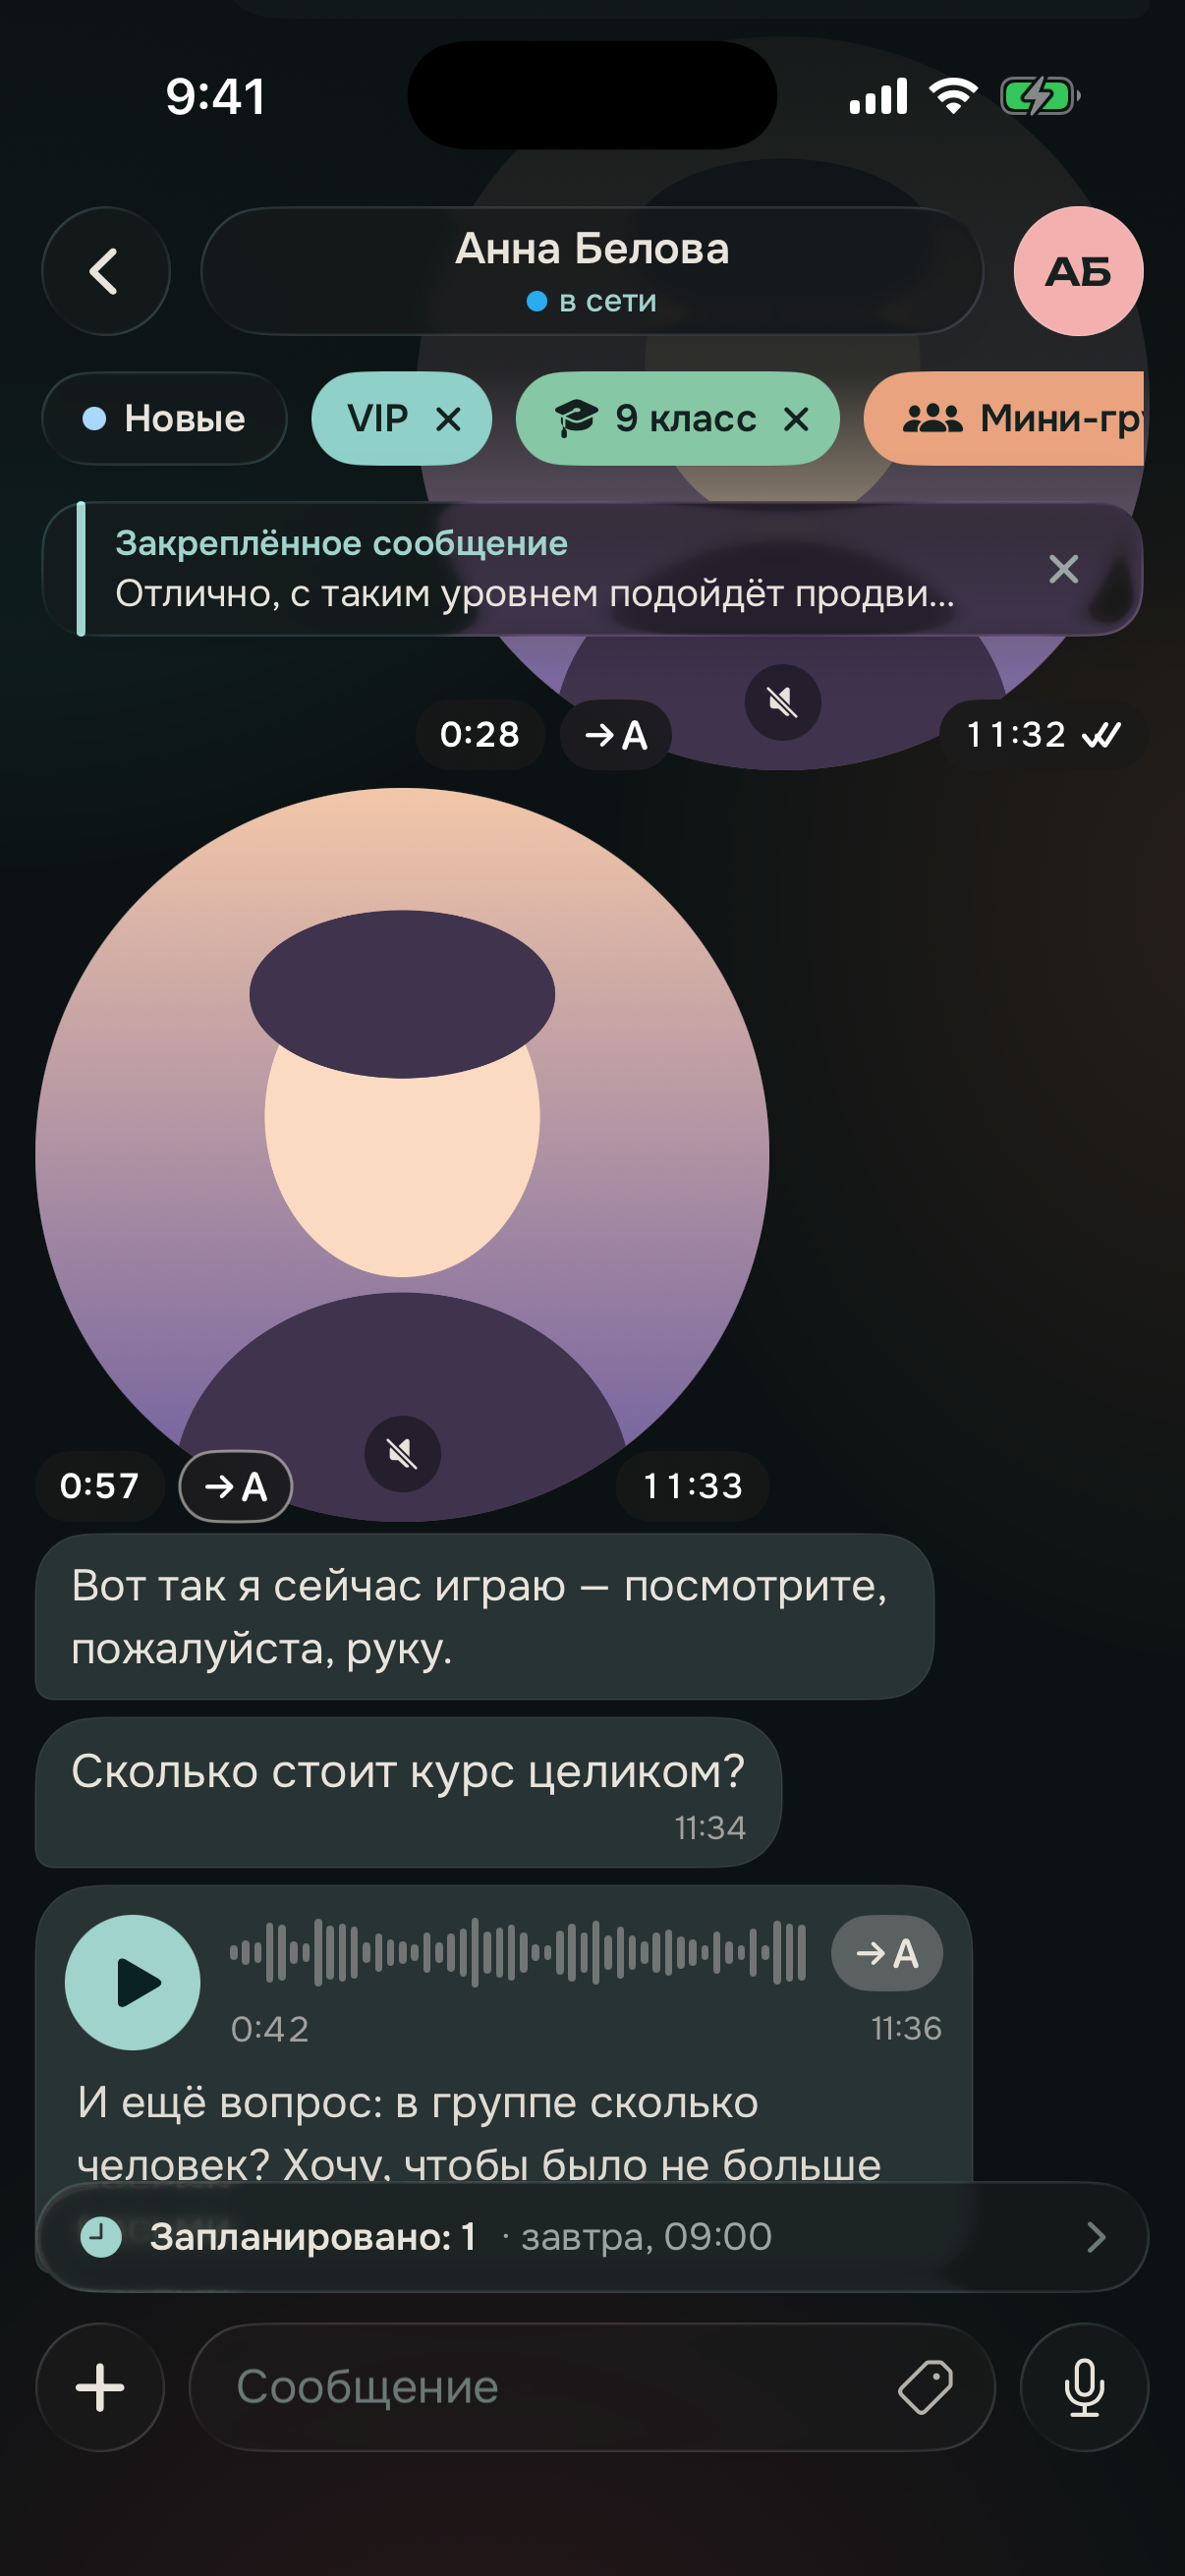 9:41
Анна Белова
в сети
АБ
Новые
VIP
9 класс
Мини-гру
Закреплённое сообщение
Отлично, с таким уровнем подойдёт продви...
0:28 →A 11:32
0:57 →A 11:33
Вот так я сейчас играю — посмотрите,
пожалуйста, руку.
Сколько стоит курс целиком?
11:34
→A
0:42 11:36
И ещё вопрос: в группе сколько
человек? Хочу, чтобы было не больше
Запланировано: 1 · завтра, 09:00
Сообщение